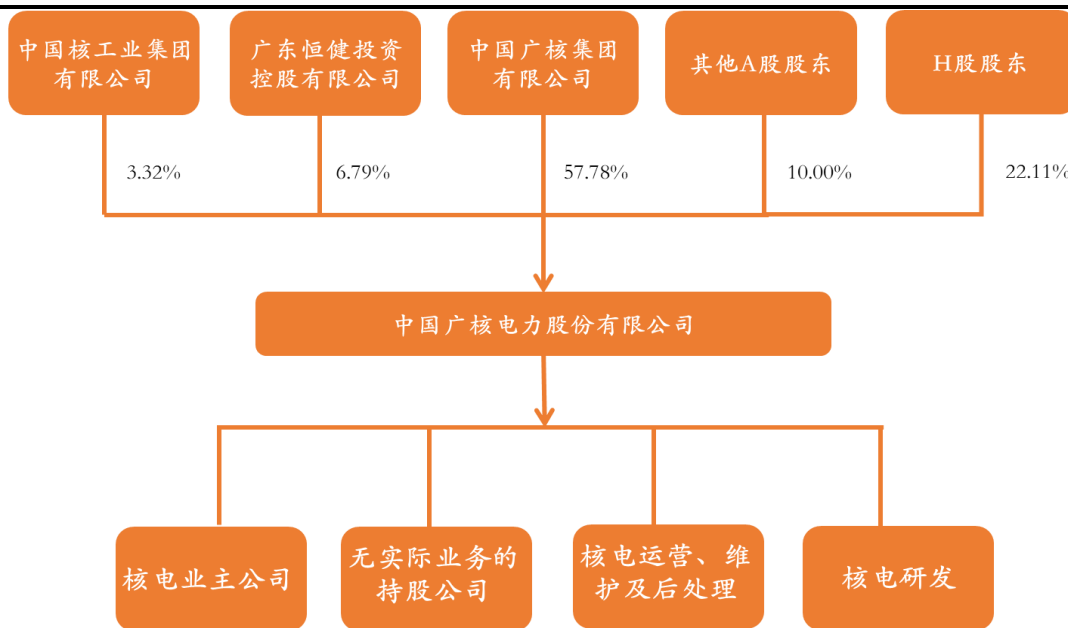 中国核工业集团
有限公司
广东恒健投资
控股有限公司
中国广核集团
有限公司
其他A股股东
H股股东
3.32%
6.79%
57.78%
10.00%
22.11%
中国广核电力股份有限公司
核电业主公司
无实际业务的
持股公司
核电运营、维
护及后处理
核电研发